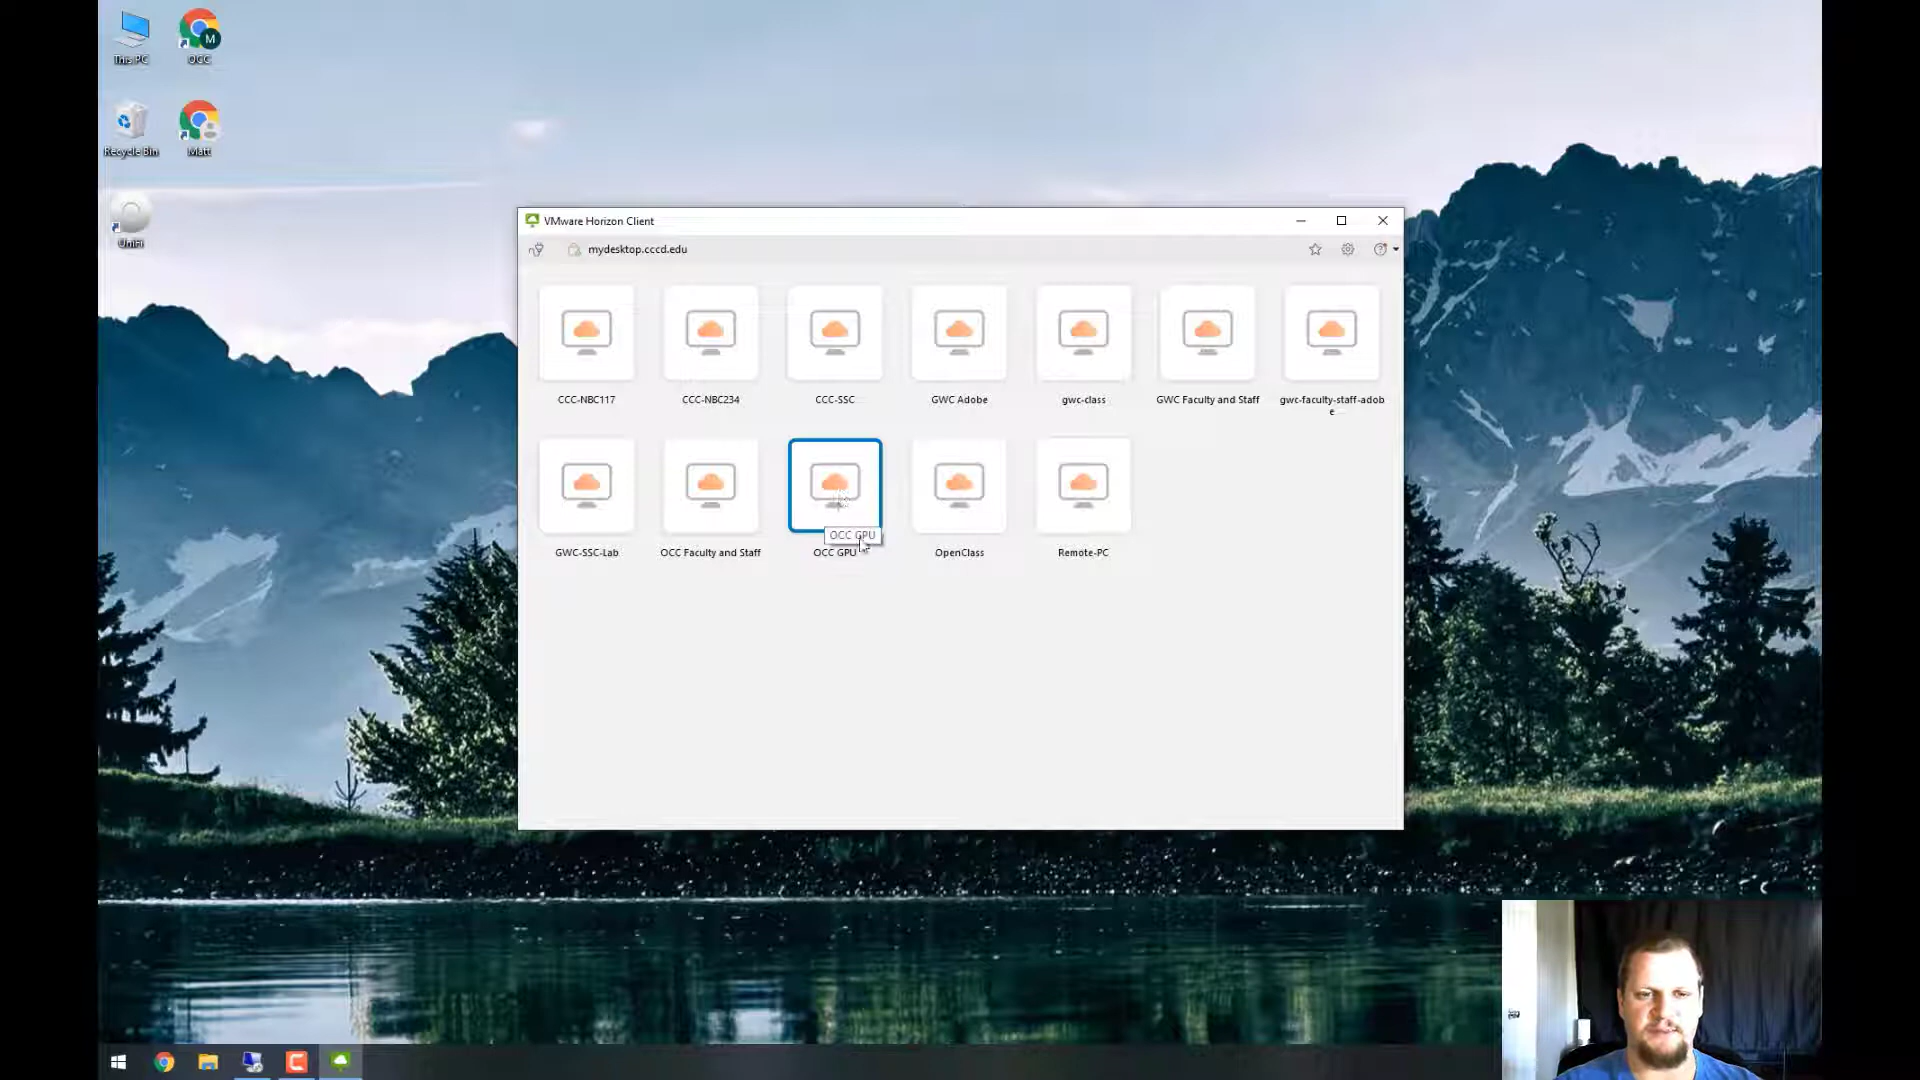 This PC
OCC
M
Recycle Bin
Matt
UniFi
VMware Horizon Client
mydesktop.cccd.edu
CCC-NBC117
CCC-NBC234
CCC-SSC
GWC Adobe
gwc-class
GWC Faculty and Staff
gwc-faculty-staff-adob
e
GWC-SSC-Lab
OCC Faculty and Staff
OCC GPU
OCC GPU
OpenClass
Remote-PC